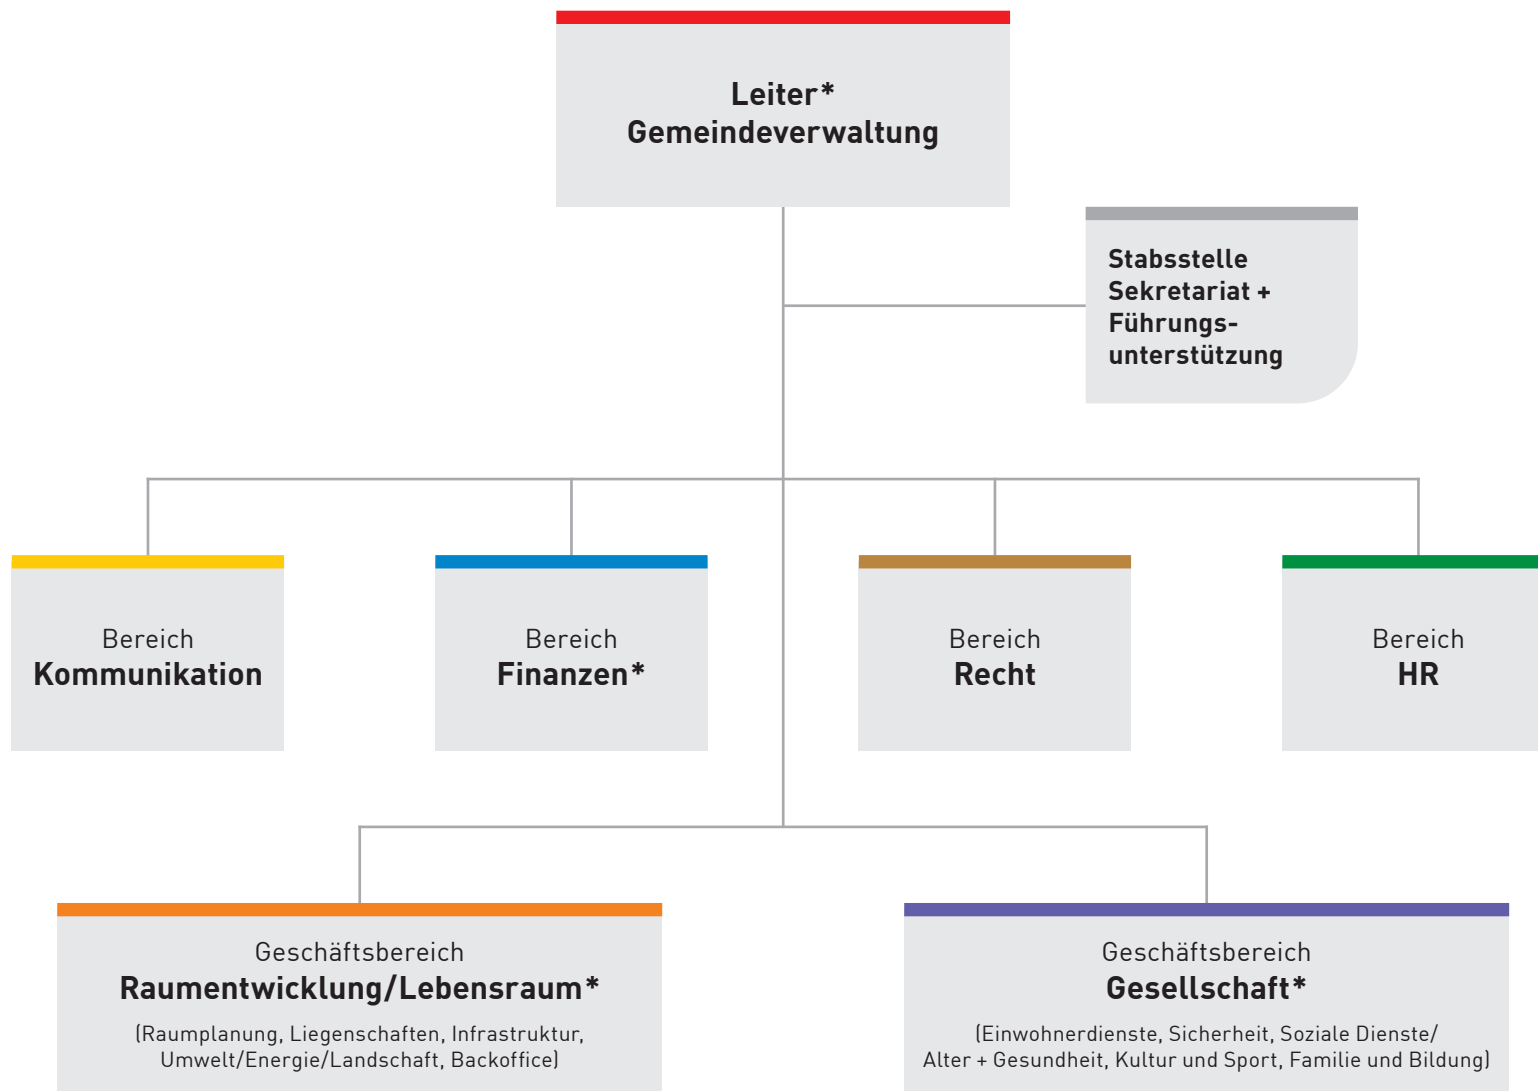 Leiter*
Gemeindeverwaltung
Stabsstelle
Sekretariat +
Führungs-
unterstützung
Bereich
Kommunikation
Bereich
Finanzen*
Bereich
Recht
Bereich
HR
Geschäftsbereich
Raumentwicklung/Lebensraum*
(Raumplanung, Liegenschaften, Infrastruktur,
Umwelt/Energie/Landschaft, Backoffice)
Geschäftsbereich
Gesellschaft*
(Einwohnerdienste, Sicherheit, Soziale Dienste/
Alter + Gesundheit, Kultur und Sport, Familie und Bildung)